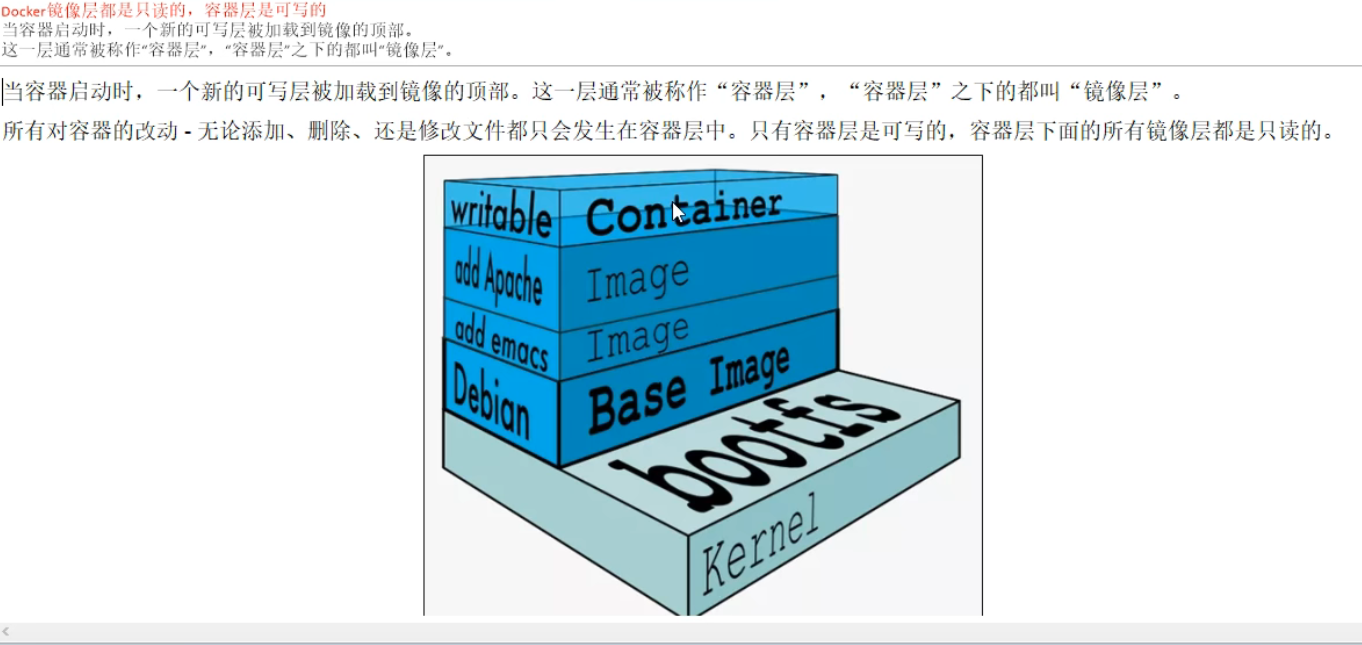 Docker镜像层都是只读的，容器层是可写的
当容器启动时，一个新的可写层被加载到镜像的顶部。
这一层通常被称作“容器层”，“容器层”之下的都叫“镜像层”。
当容器启动时，一个新的可写层被加载到镜像的顶部。这一层通常被称作“容器层”，“容器层”之下的都叫“镜像层”。
所有对容器的改动 - 无论添加、删除、还是修改文件都只会发生在容器层中。只有容器层是可写的，容器层下面的所有镜像层都是只读的。
writable Container
add Apache Image
add emacs Image
Debian Base Image
bootfs
Kernel